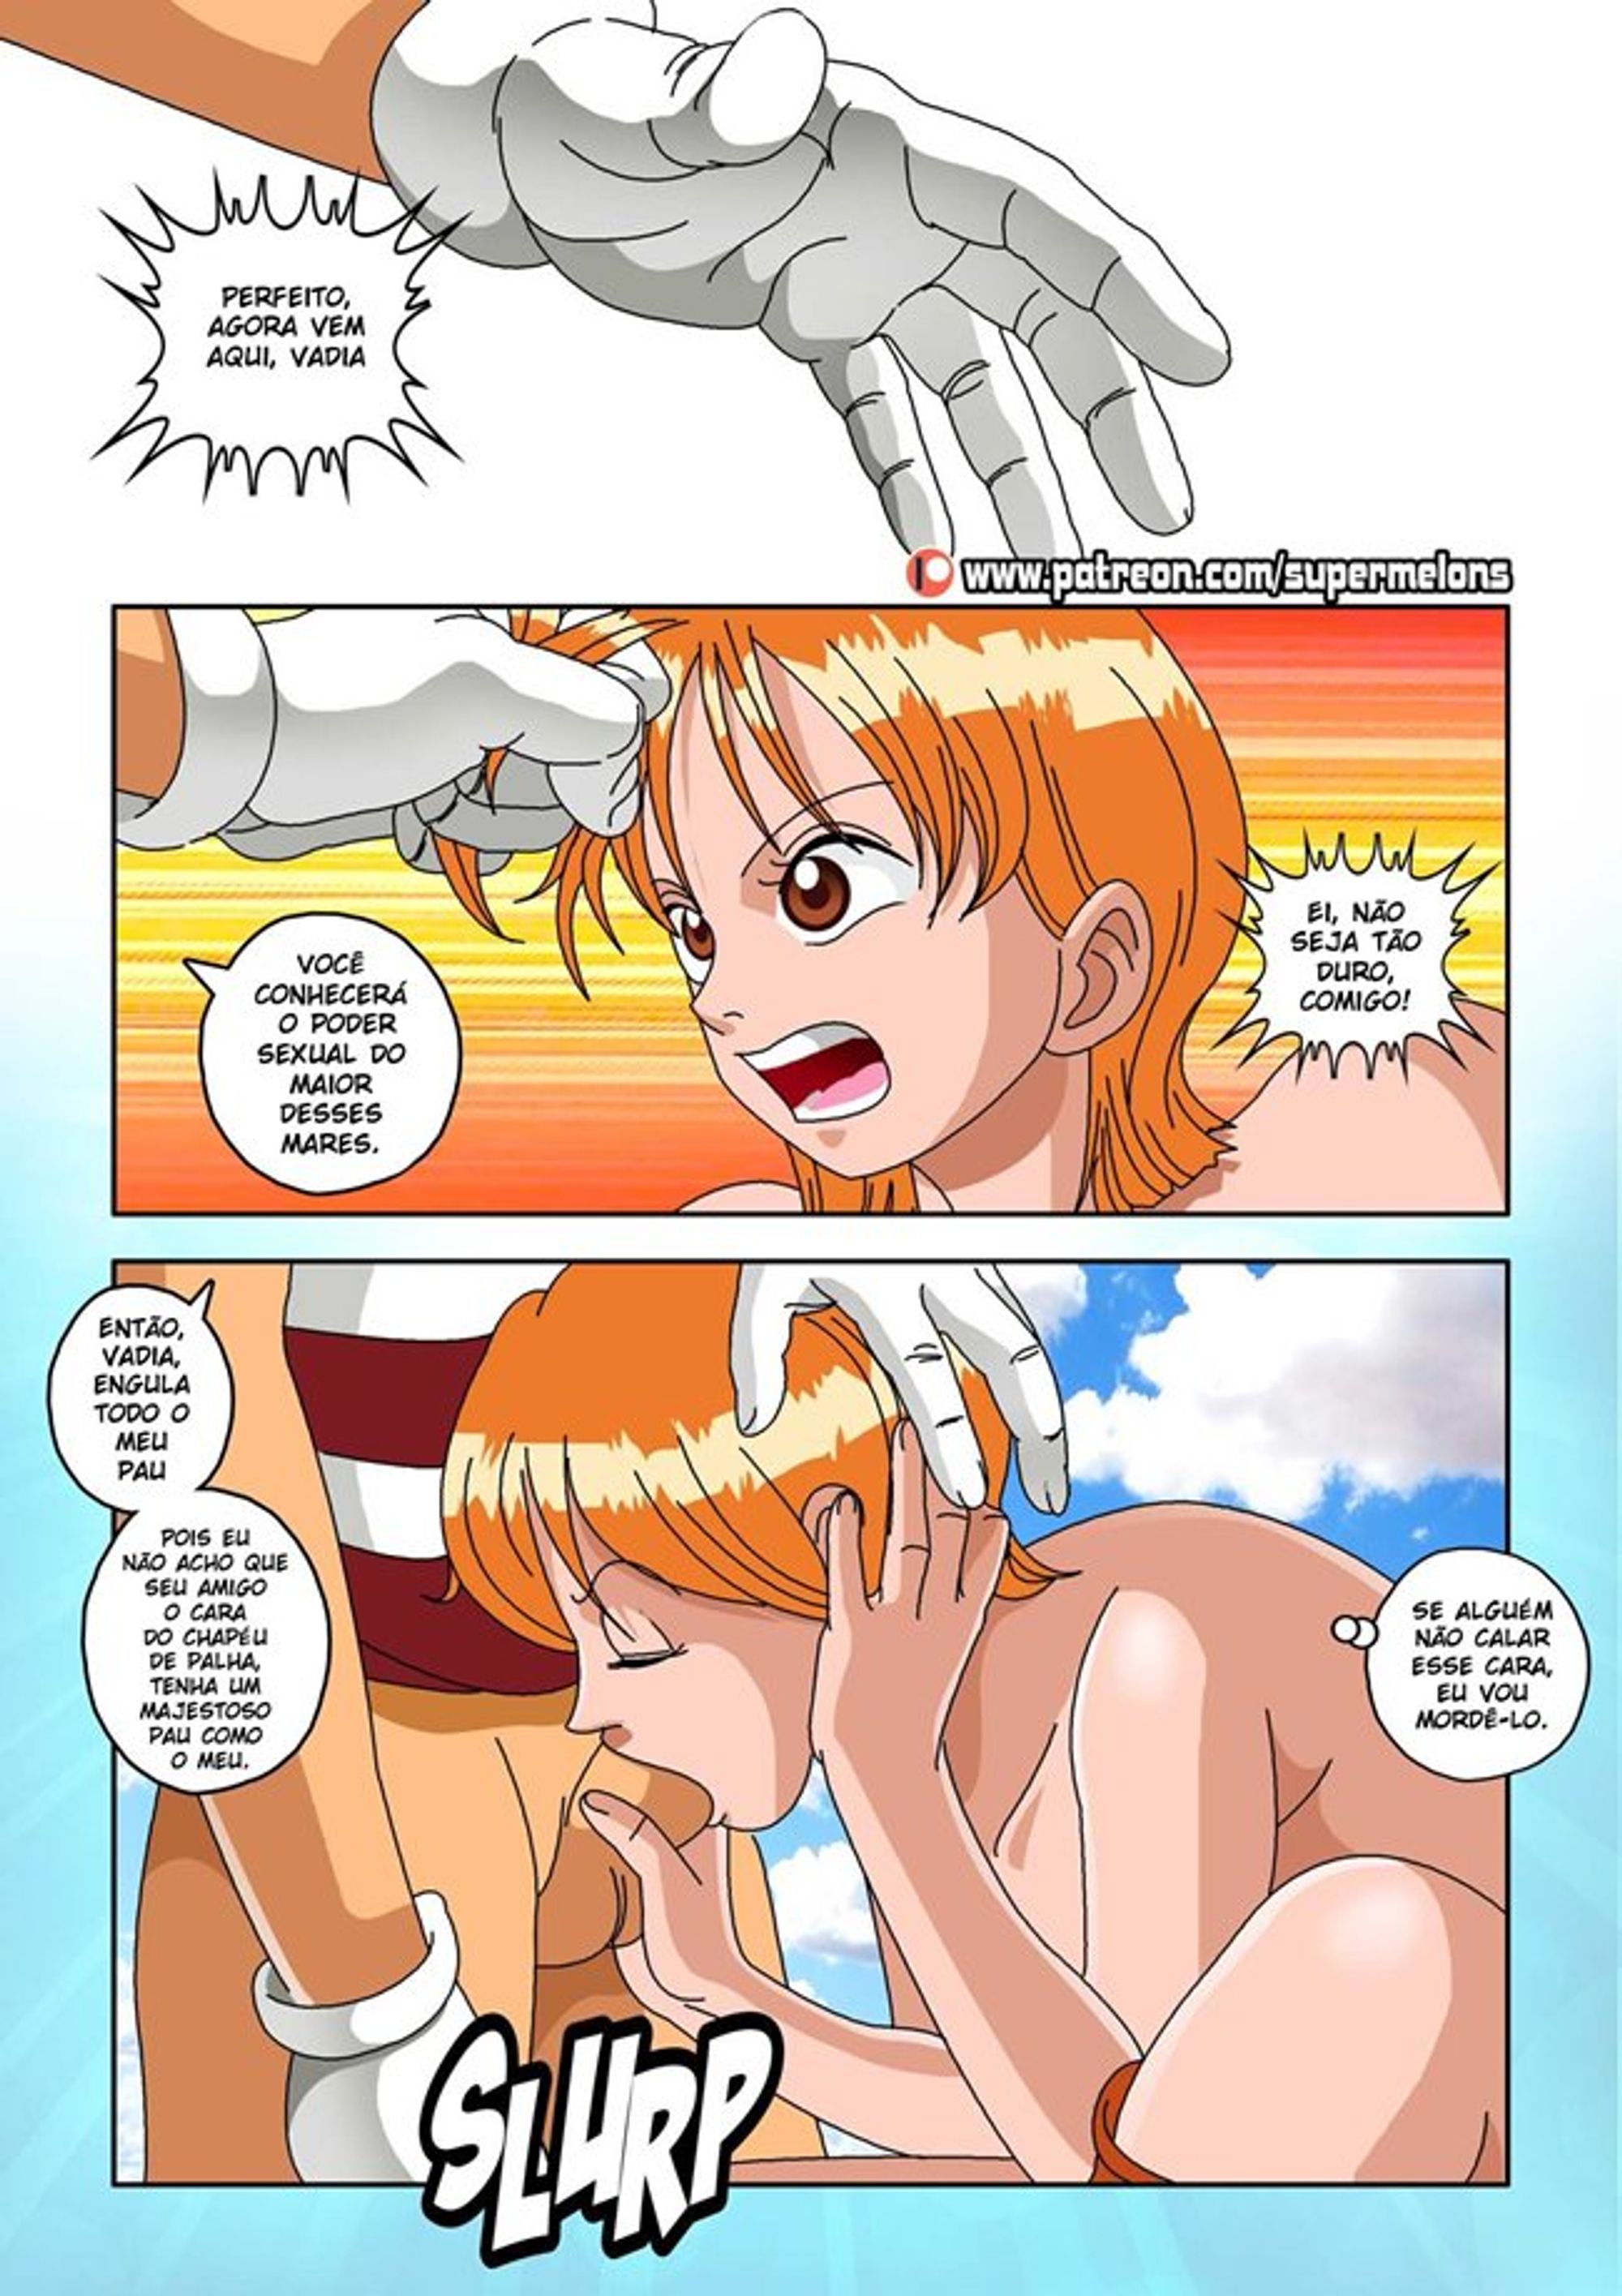 PERFEITO,
AGORA VEM
AQUI, VADIA
www.patreon.com/supermelons
VOCÊ
CONHECERÁ
O PODER
SEXUAL DO
MAIOR
DESSES
MARES.
EI, NÃO
SEJA TÃO
DURO,
COMIGO!
ENTÃO,
VADIA,
ENGULA
TODO O
MEU
PAU
POIS EU
NÃO ACHO QUE
SEU AMIGO
O CARA
DO CHAPÉU
DE PALHA,
TENHA UM
MAJESTOSO
PAU COMO
O MEU.
SE ALGUÉM
NÃO CALAR
ESSE CARA,
EU VOU
MORDÊ-LO.
SLURP